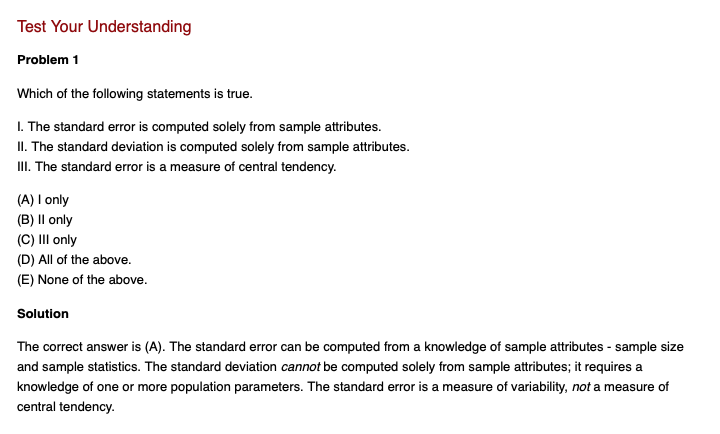 Test Your Understanding
Problem 1
Which of the following statements is true.
I. The standard error is computed solely from sample attributes.
II. The standard deviation is computed solely from sample attributes.
III. The standard error is a measure of central tendency.
(A) I only
(B) II only
(C) III only
(D) All of the above.
(E) None of the above.
Solution
The correct answer is (A). The standard error can be computed from a knowledge of sample attributes - sample size
and sample statistics. The standard deviation cannot be computed solely from sample attributes; it requires a
knowledge of one or more population parameters. The standard error is a measure of variability, not a measure of
central tendency.